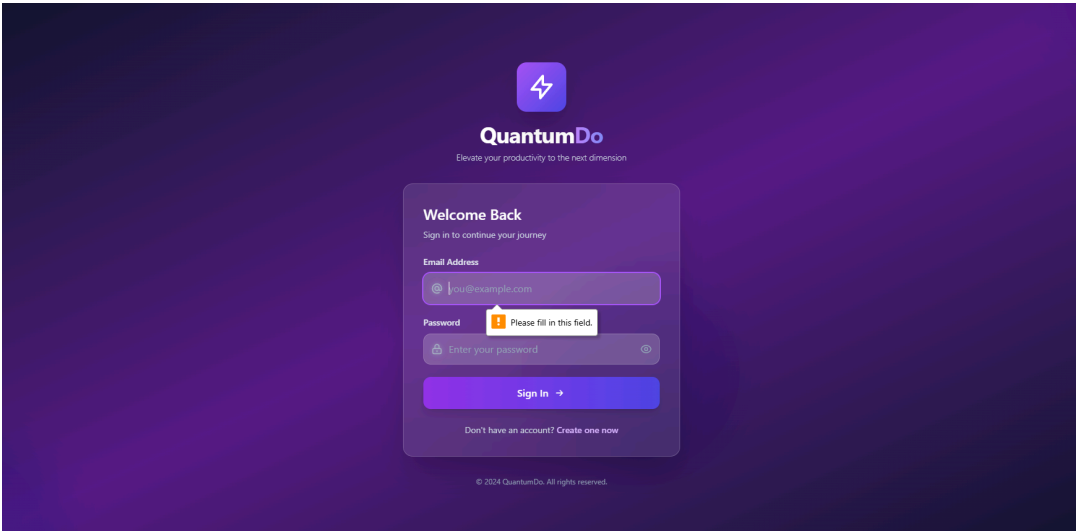 QuantumDo
Elevate your productivity to the next dimension
Welcome Back
Sign in to continue your journey
Email Address
@ you@example.com
Please fill in this field.
Password
Enter your password
Sign In →
Don't have an account? Create one now
© 2024 QuantumDo. All rights reserved.